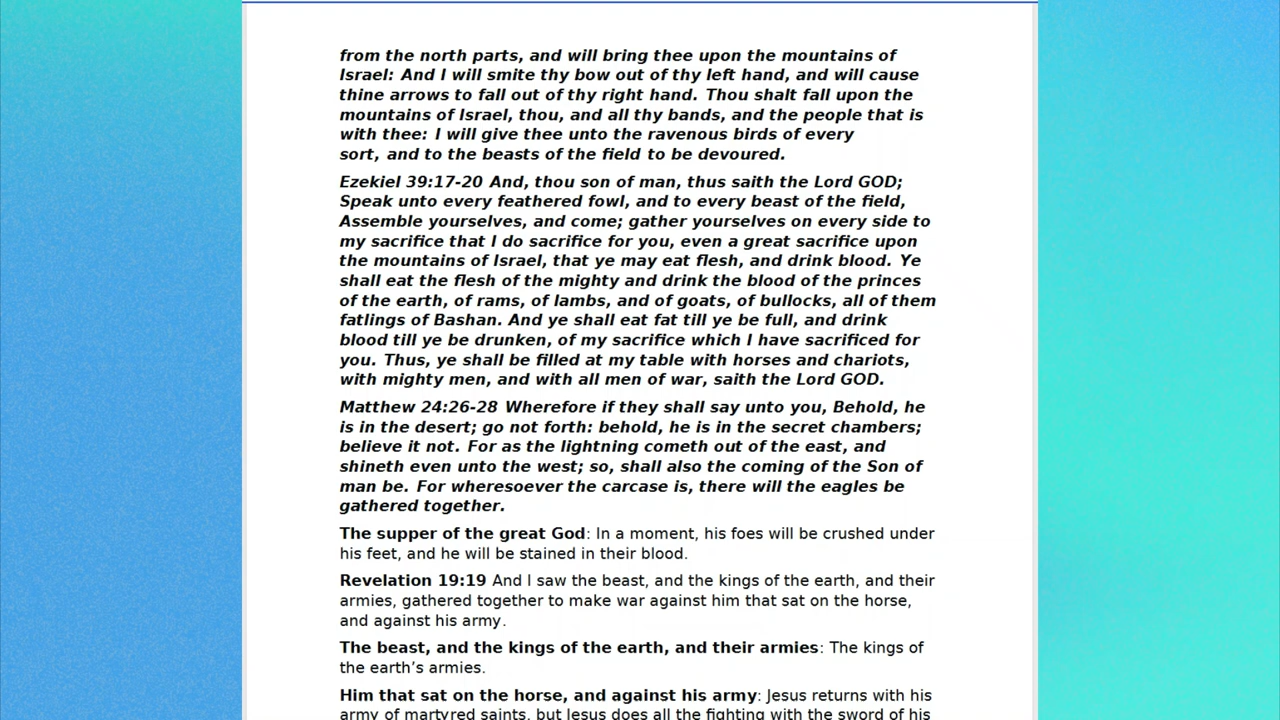 from the north parts, and will bring thee upon the mountains of
Israel: And I will smite thy bow out of thy left hand, and will cause
thine arrows to fall out of thy right hand. Thou shalt fall upon the
mountains of Israel, thou, and all thy bands, and the people that is
with thee: I will give thee unto the ravenous birds of every
sort, and to the beasts of the field to be devoured.
Ezekiel 39:17-20 And, thou son of man, thus saith the Lord GOD;
Speak unto every feathered fowl, and to every beast of the field,
Assemble yourselves, and come; gather yourselves on every side to
my sacrifice that I do sacrifice for you, even a great sacrifice upon
the mountains of Israel, that ye may eat flesh, and drink blood. Ye
shall eat the flesh of the mighty and drink the blood of the princes
of the earth, of rams, of lambs, and of goats, of bullocks, all of them
fatlings of Bashan. And ye shall eat fat till ye be full, and drink
blood till ye be drunken, of my sacrifice which I have sacrificed for
you. Thus, ye shall be filled at my table with horses and chariots,
with mighty men, and with all men of war, saith the Lord GOD.
Matthew 24:26-28 Wherefore if they shall say unto you, Behold, he
is in the desert; go not forth: behold, he is in the secret chambers;
believe it not. For as the lightning cometh out of the east, and
shineth even unto the west; so, shall also the coming of the Son of
man be. For wheresoever the carcase is, there will the eagles be
gathered together.
The supper of the great God: In a moment, his foes will be crushed under
his feet, and he will be stained in their blood.
Revelation 19:19 And I saw the beast, and the kings of the earth, and their
armies, gathered together to make war against him that sat on the horse,
and against his army.
The beast, and the kings of the earth, and their armies: The kings of
the earth’s armies.
Him that sat on the horse, and against his army: Jesus returns with his
army of martyred saints, but Jesus does all the fighting with the sword of his